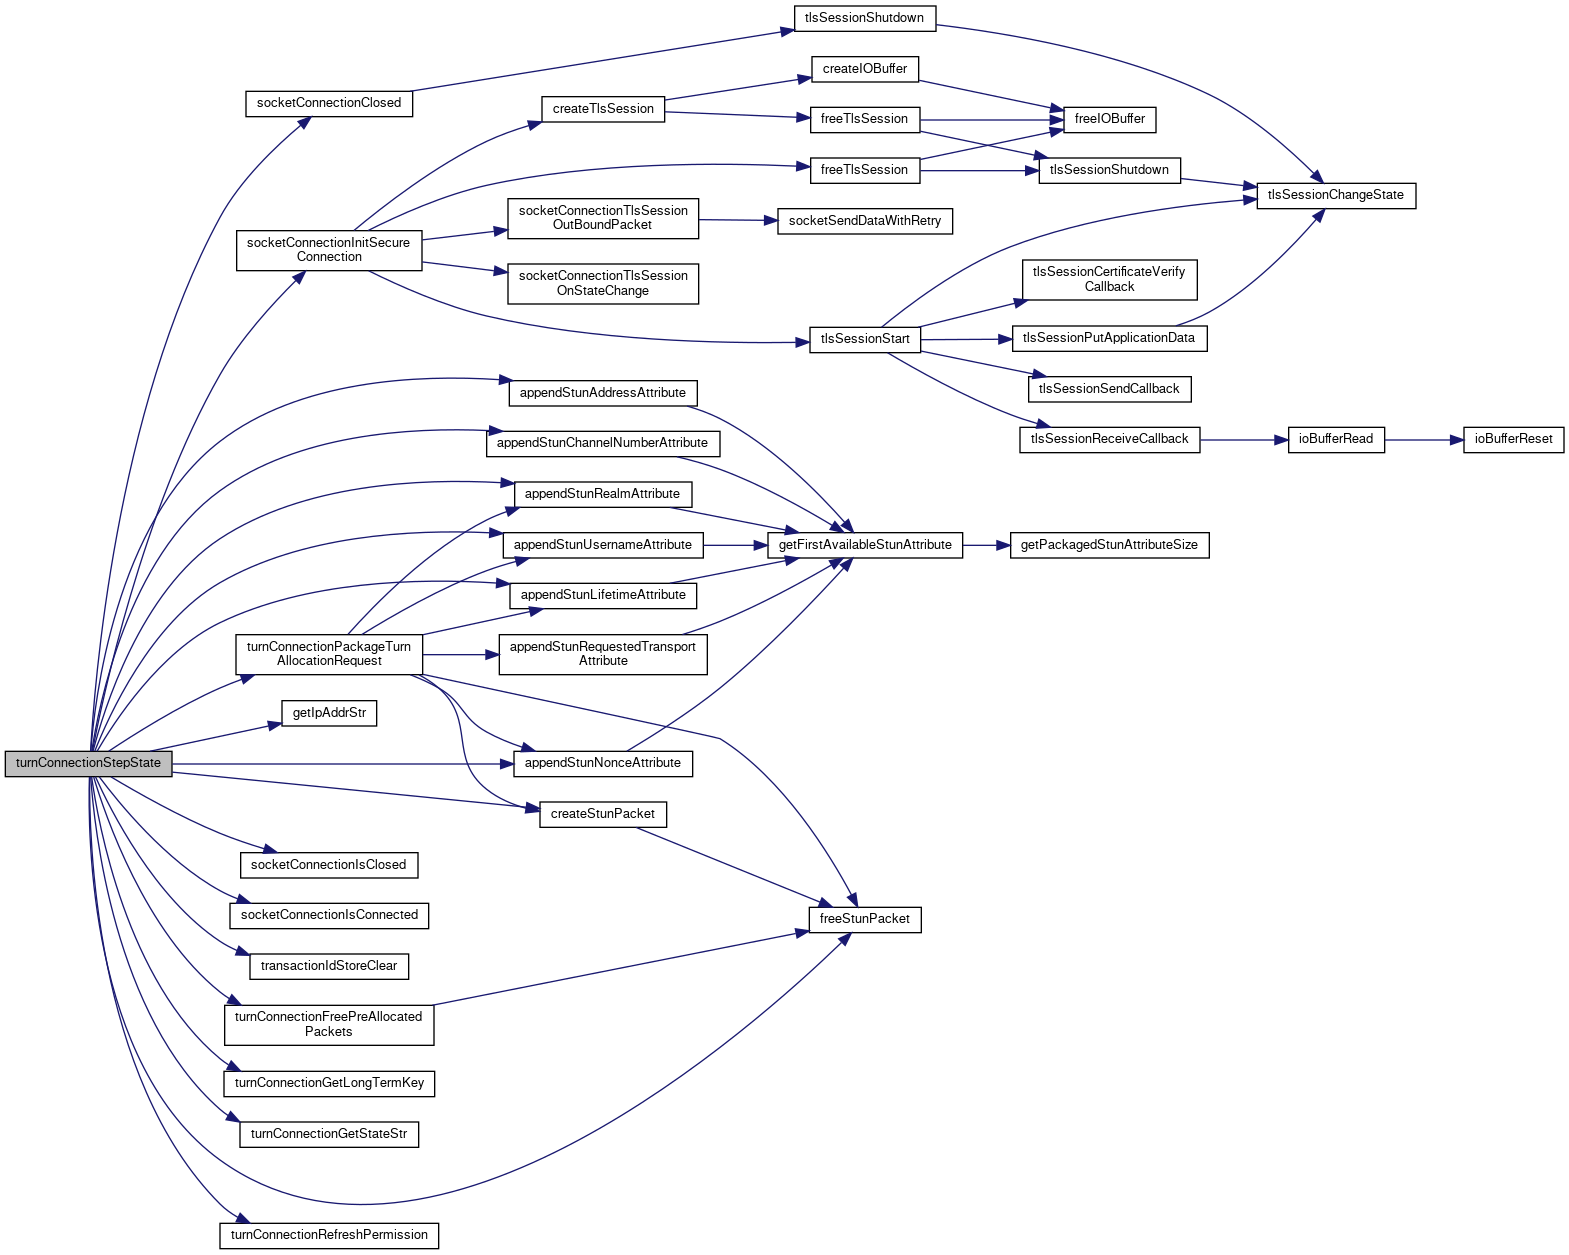 tlsSessionShutdown
createIOBuffer
socketConnectionClosed
createTlsSession
freeTlsSession
freeIOBuffer
freeTlsSession
tlsSessionShutdown
tlsSessionChangeState
socketConnectionTlsSession
OutBoundPacket
socketSendDataWithRetry
socketConnectionInitSecure
Connection
socketConnectionTlsSession
OnStateChange
tlsSessionCertificateVerify
Callback
tlsSessionStart
tlsSessionPutApplicationData
appendStunAddressAttribute
tlsSessionSendCallback
appendStunChannelNumberAttribute
tlsSessionReceiveCallback
ioBufferRead
ioBufferReset
appendStunRealmAttribute
appendStunUsernameAttribute
getFirstAvailableStunAttribute
getPackagedStunAttributeSize
appendStunLifetimeAttribute
turnConnectionPackageTurn
AllocationRequest
appendStunRequestedTransport
Attribute
getIpAddrStr
turnConnectionStepState
appendStunNonceAttribute
createStunPacket
socketConnectionIsClosed
socketConnectionIsConnected
freeStunPacket
transactionIdStoreClear
turnConnectionFreePreAllocated
Packets
turnConnectionGetLongTermKey
turnConnectionGetStateStr
turnConnectionRefreshPermission